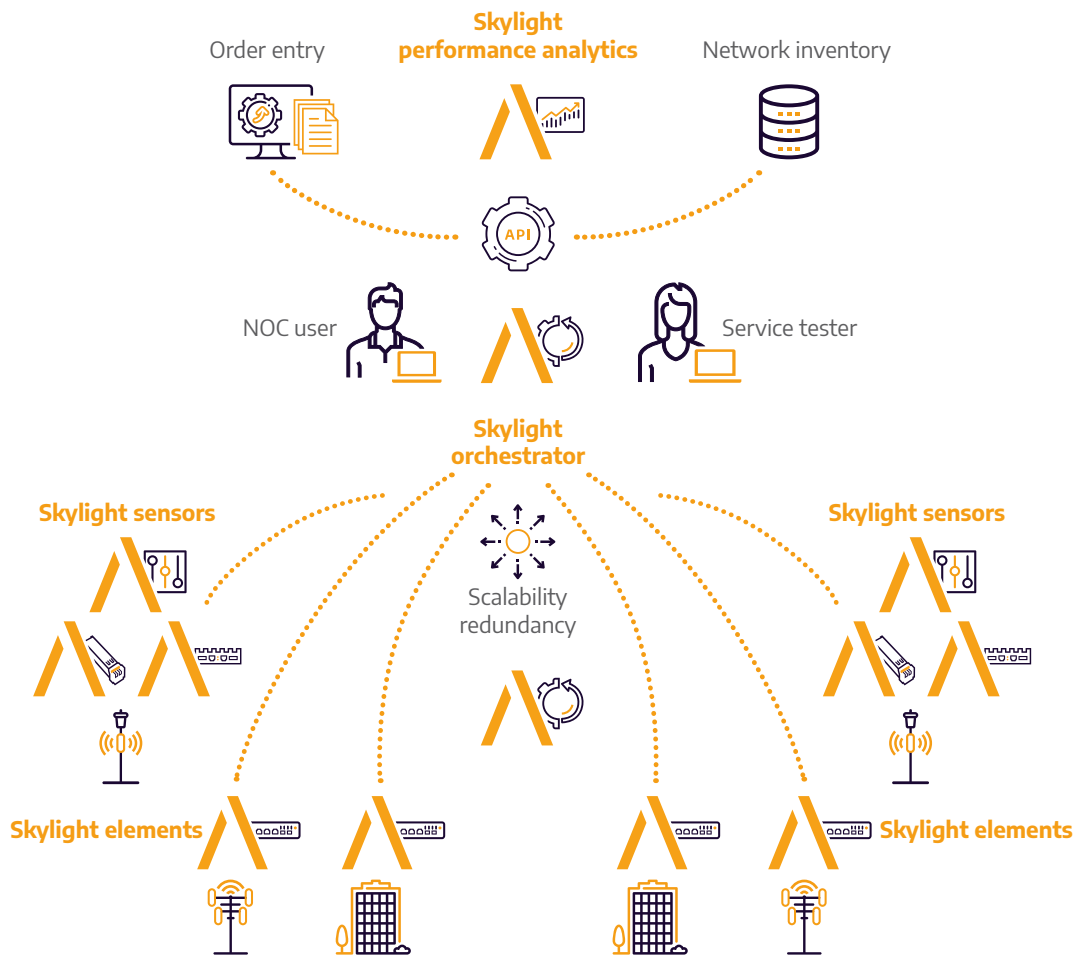 Skylight
performance analytics
Order entry
Network inventory
API
NOC user
Service tester
Skylight
orchestrator
Skylight sensors
Skylight sensors
Scalability
redundancy
Skylight elements
Skylight elements